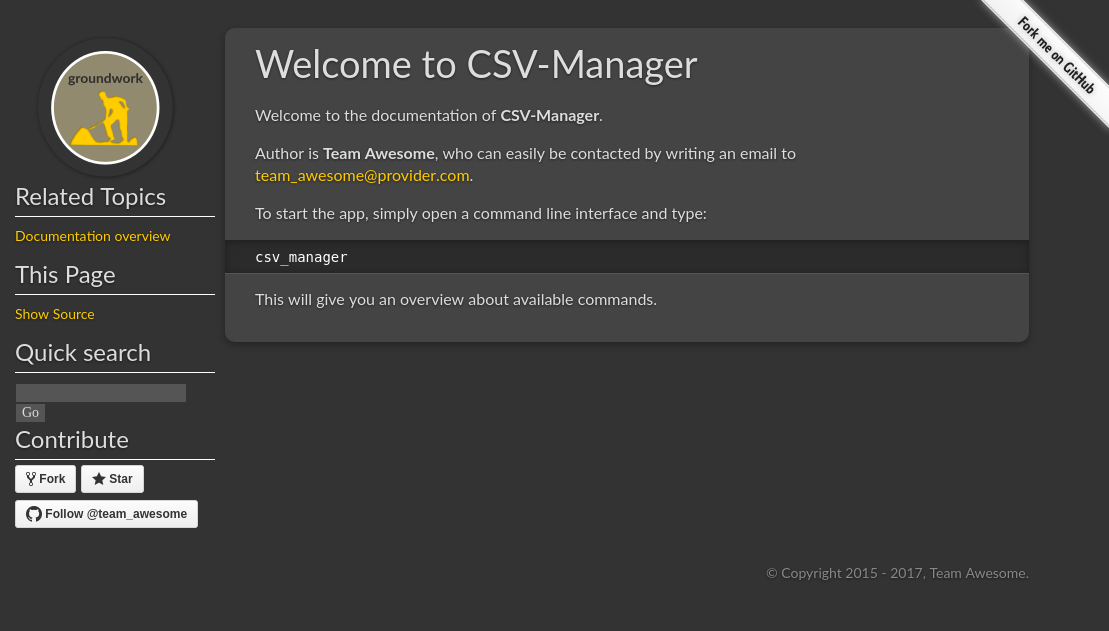 groundwork
Related Topics
Documentation overview
This Page
Show Source
Quick search
Go
Contribute
Fork
Star
Follow @team_awesome
Welcome to CSV-Manager
Welcome to the documentation of CSV-Manager.
Author is Team Awesome, who can easily be contacted by writing an email to
team_awesome@provider.com.
To start the app, simply open a command line interface and type:
csv_manager
This will give you an overview about available commands.
Fork me on GitHub
© Copyright 2015 - 2017, Team Awesome.